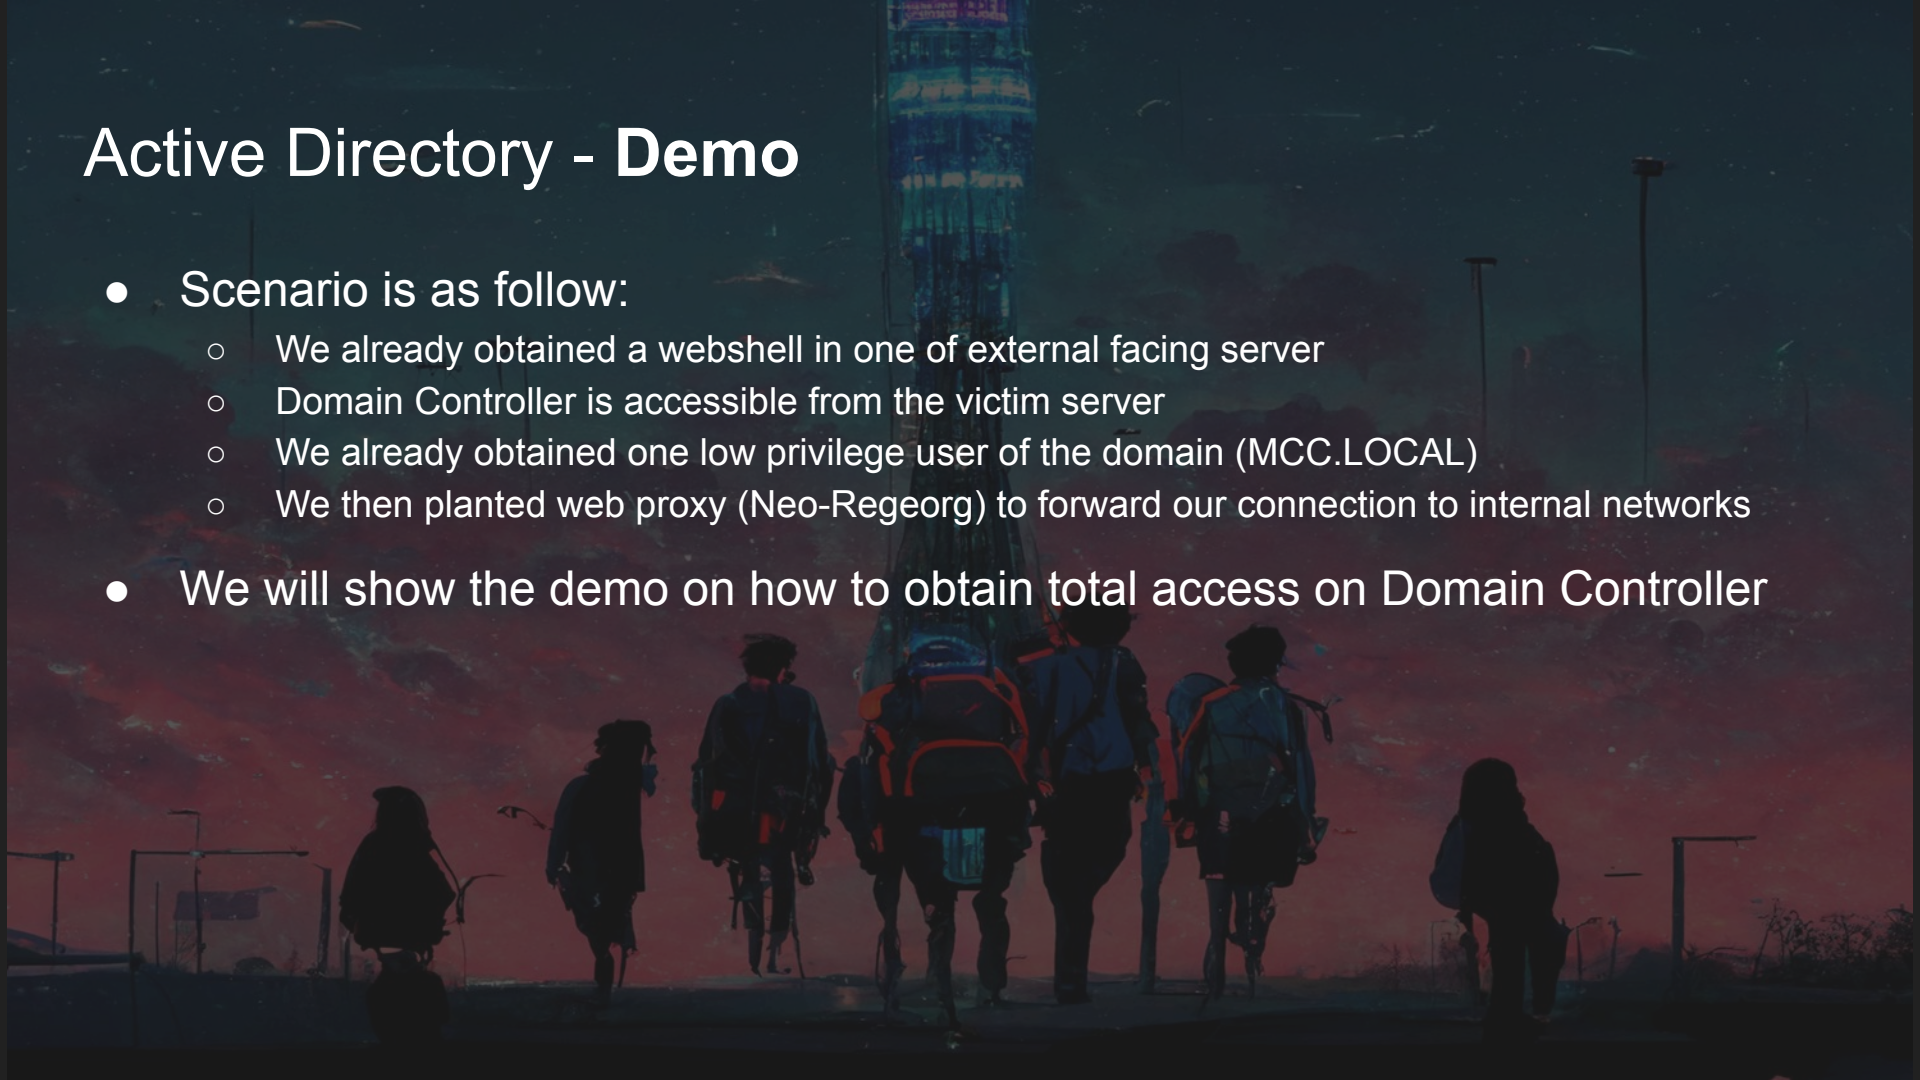 Active Directory - Demo
● Scenario is as follow:
○ We already obtained a webshell in one of external facing server
○ Domain Controller is accessible from the victim server
○ We already obtained one low privilege user of the domain (MCC.LOCAL)
○ We then planted web proxy (Neo-Regeorg) to forward our connection to internal networks
● We will show the demo on how to obtain total access on Domain Controller